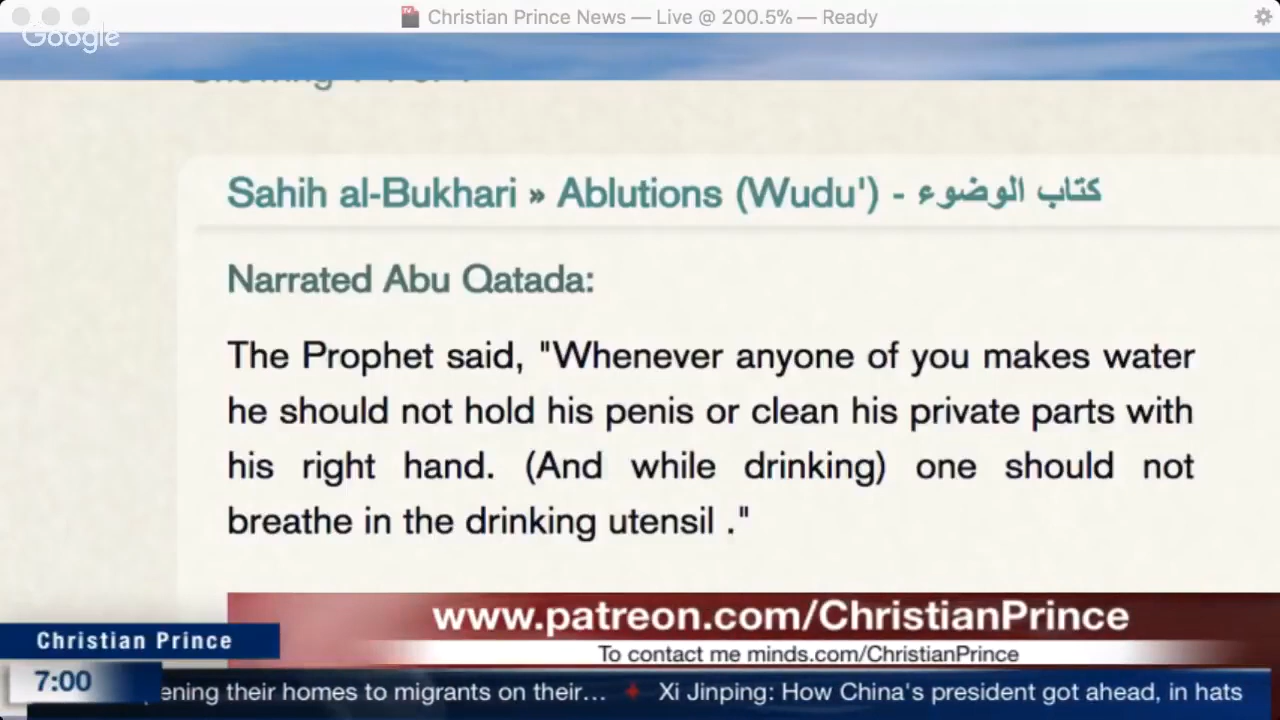 Christian Prince News — Live @ 200.5% — Ready
Google
Sahih al-Bukhari » Ablutions (Wudu') - كتاب الوضوء
Narrated Abu Qatada:
The Prophet said, "Whenever anyone of you makes water
he should not hold his penis or clean his private parts with
his right hand. (And while drinking) one should not
breathe in the drinking utensil ."
www.patreon.com/ChristianPrince
To contact me minds.com/ChristianPrince
Christian Prince
7:00
their homes to migrants on their... Xi Jinping: How China's president got ahead, in hats